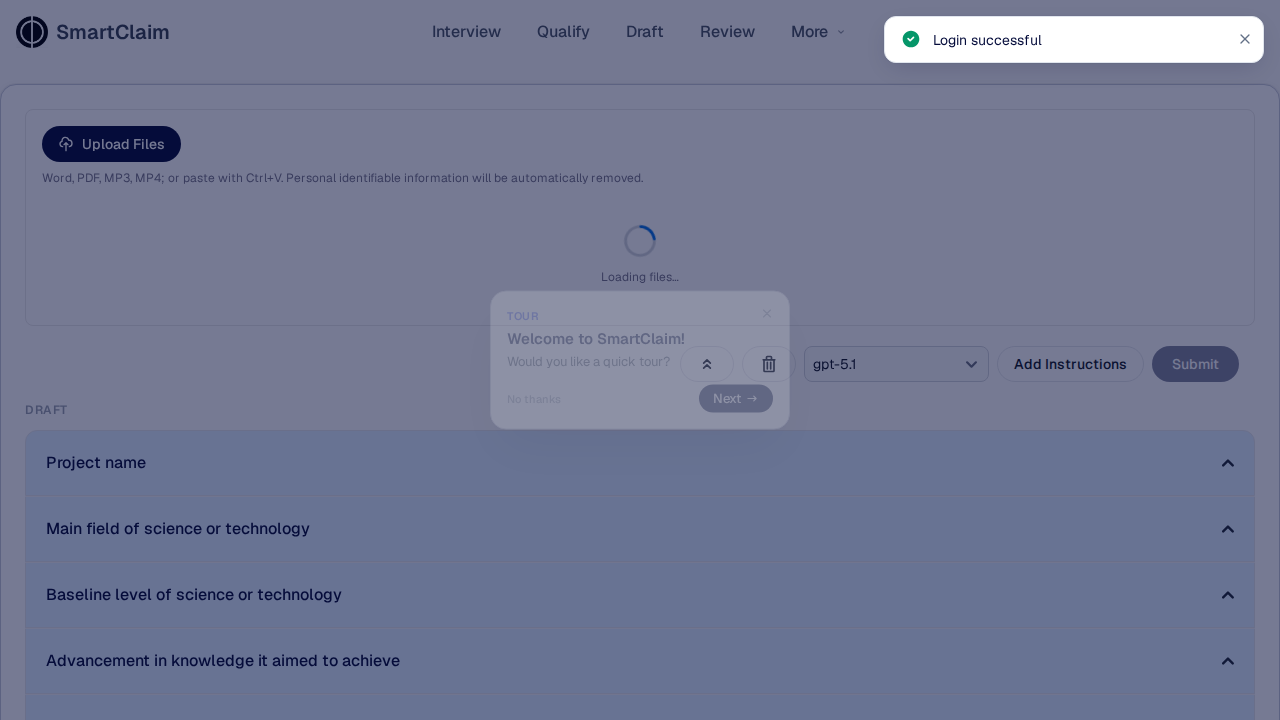 SmartClaim
Interview
Qualify
Draft
Review
More
Login successful
Upload Files
Word, PDF, MP3, MP4; or paste with Ctrl+V. Personal identifiable information will be automatically removed.
Loading files...
TOUR
Welcome to SmartClaim!
Would you like a quick tour?
No thanks
Next →
gpt-5.1
Add Instructions
Submit
DRAFT
Project name
Main field of science or technology
Baseline level of science or technology
Advancement in knowledge it aimed to achieve